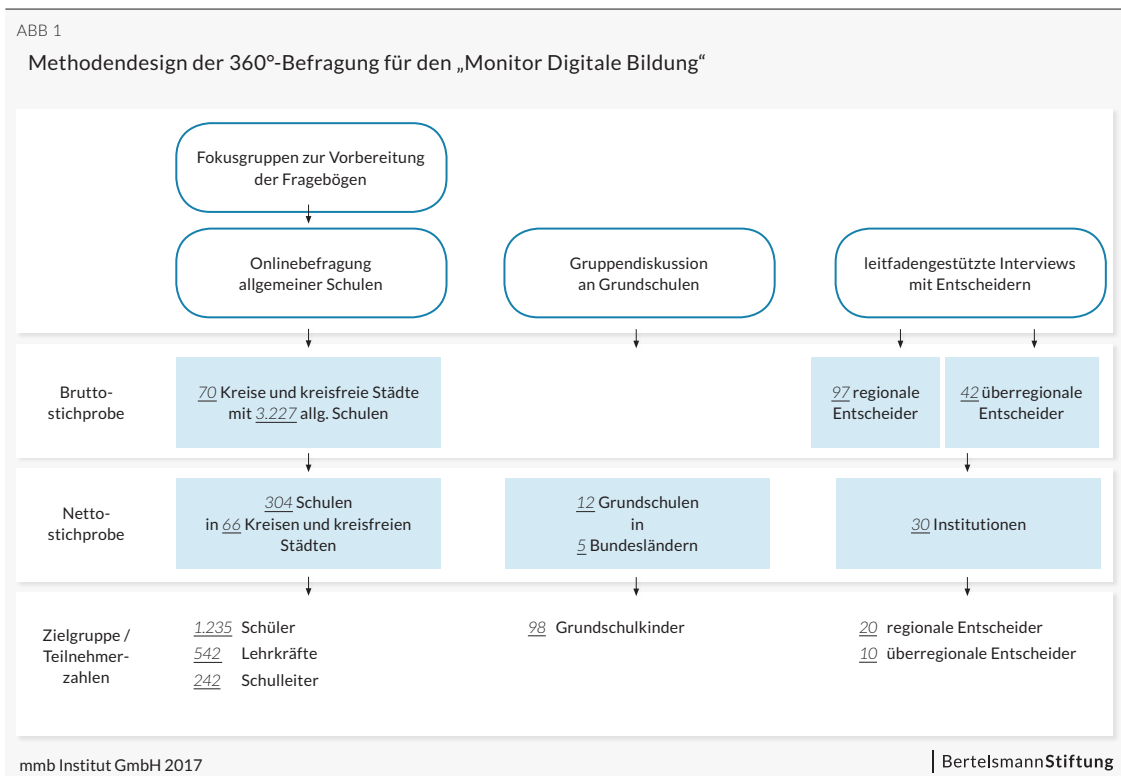 ABB 1
Methodendesign der 360°-Befragung für den „Monitor Digitale Bildung“
Fokusgruppen zur Vorbereitung
der Fragebögen
Onlinebefragung
allgemeiner Schulen
Gruppendiskussion
an Grundschulen
leitfadengestützte Interviews
mit Entscheidern
Brutto-
stichprobe
70 Kreise und kreisfreie Städte
mit 3.227 allg. Schulen
97 regionale
Entscheider
42 überregionale
Entscheider
Netto-
stichprobe
304 Schulen
in 66 Kreisen und kreisfreien
Städten
12 Grundschulen
in
5 Bundesländern
30 Institutionen
Zielgruppe /
Teilnehmer-
zahlen
1.235 Schüler
542 Lehrkräfte
242 Schulleiter
98 Grundschulkinder
20 regionale Entscheider
10 überregionale Entscheider
mmb Institut GmbH 2017
BertelsmannStiftung